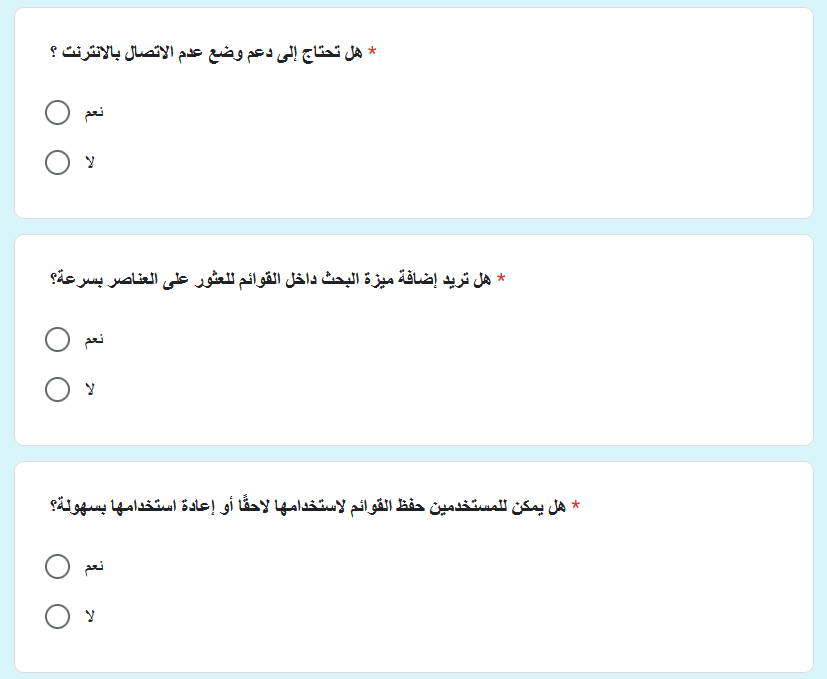 * هل تحتاج إلى دعم وضع عدم الاتصال بالانترنت ؟
نعم
لا
* هل تريد إضافة ميزة البحث داخل القوائم للعثور على العناصر بسرعة؟
نعم
لا
* هل يمكن للمستخدمين حفظ القوائم لاستخدامها لاحقًا أو إعادة استخدامها بسهولة؟
نعم
لا